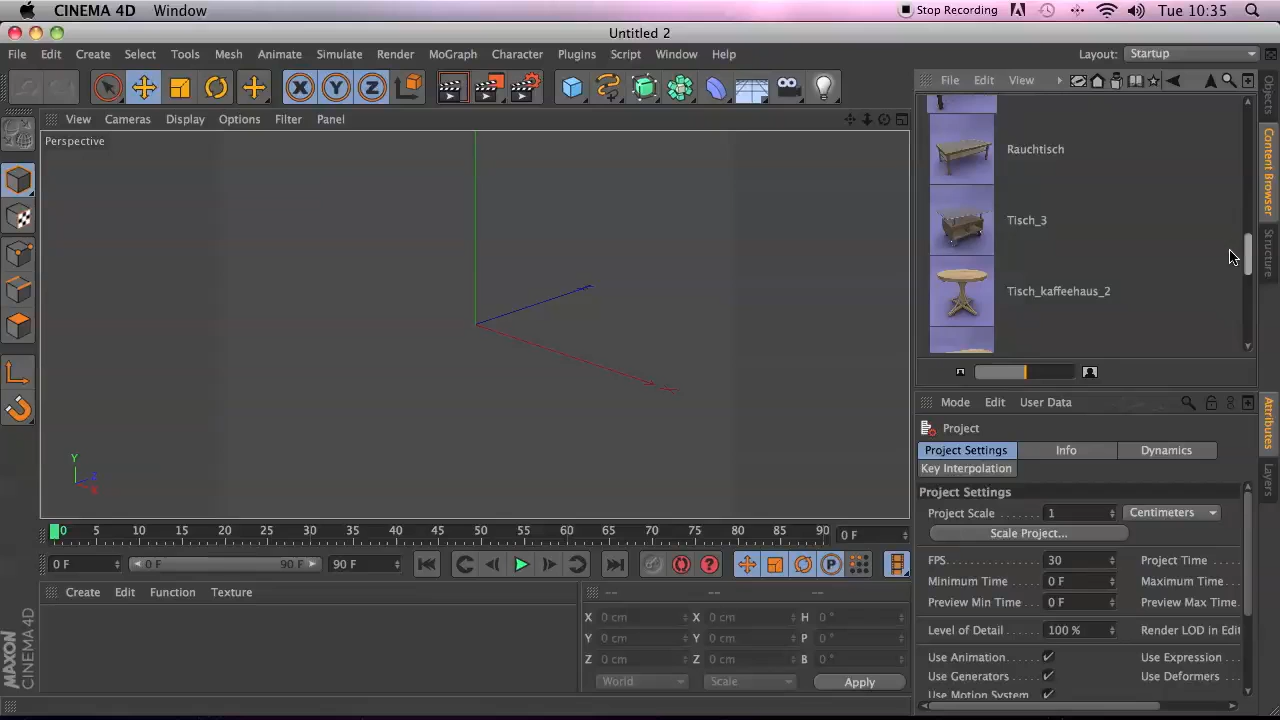 CINEMA 4D Window Stop Recording Tue 10:35
Untitled 2
File Edit Create Select Tools Mesh Animate Simulate Render MoGraph Character Plugins Script Window Help Layout: Startup
X Y Z File Edit View
View Cameras Display Options Filter Panel
Perspective
Rauchtisch
Tisch_3
Tisch_kaffeehaus_2
Objects
Content Browser
Structure
Mode Edit User Data
Project
Project Settings Info Dynamics
Key Interpolation
Project Settings
Project Scale 1 Centimeters
Scale Project...
FPS 30 Project Time
Minimum Time 0 F Maximum Time
Preview Min Time 0 F Preview Max Time
Level of Detail 100 % Render LOD in Edit
Use Animation Use Expression
Use Generators Use Deformers
Use Motion System
Attributes
Layers
Y
0 5 10 15 20 25 30 35 40 45 50 55 60 65 70 75 80 85 90 0 F
0 F 0 F 90 F 90 F ? P
Create Edit Function Texture -- -- --
X 0 cm X 0 cm H 0 °
Y 0 cm Y 0 cm P 0 °
Z 0 cm Z 0 cm B 0 °
World Scale Apply
MAXON
CINEMA 4D